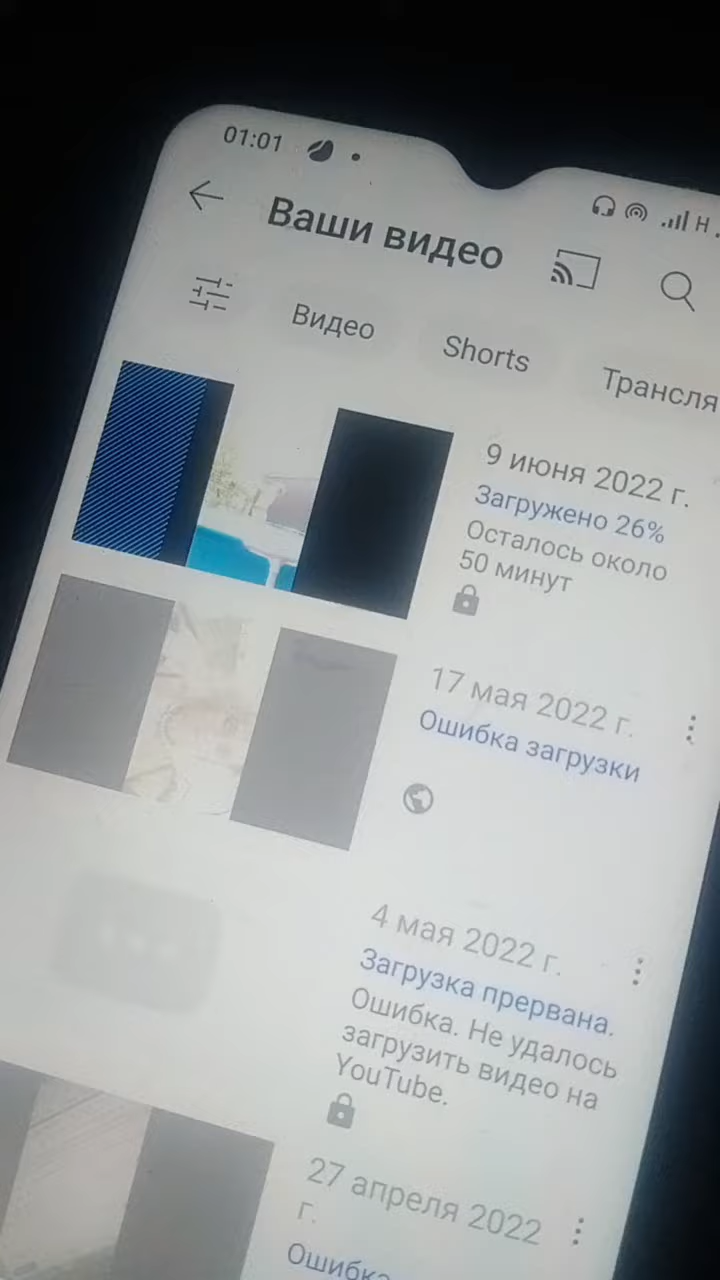 01:01
H
Ваши видео
Видео
Shorts
Трансля
9 июня 2022 г.
Загружено 26%
Осталось около
50 минут
17 мая 2022 г.
Ошибка загрузки
4 мая 2022 г.
Загрузка прервана.
Ошибка. Не удалось
загрузить видео на
YouTube.
27 апреля 2022
г.
Ошибка